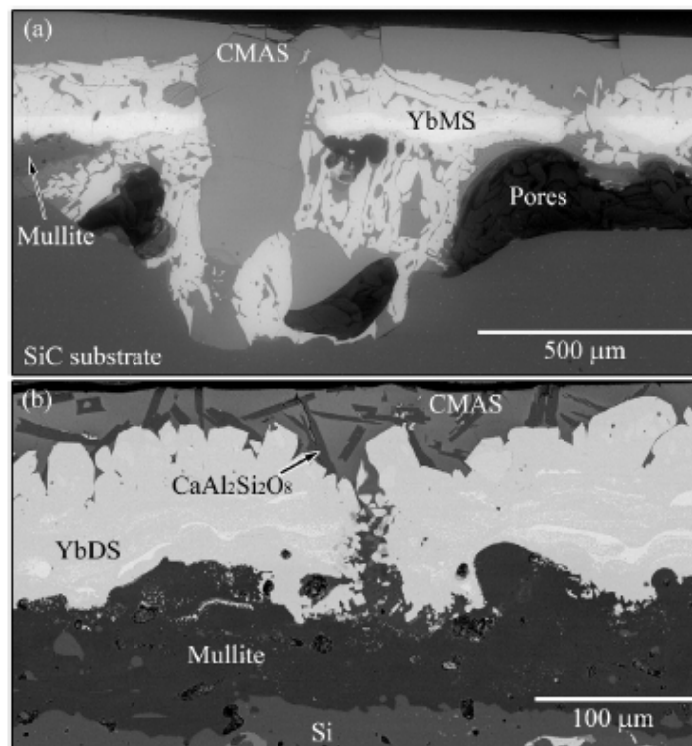 (a)
CMAS
YbMS
Pores
Mullite
SiC substrate
500 μm
(b)
CMAS
CaAl₂Si₂O₈
YbDS
Mullite
100 μm
Si